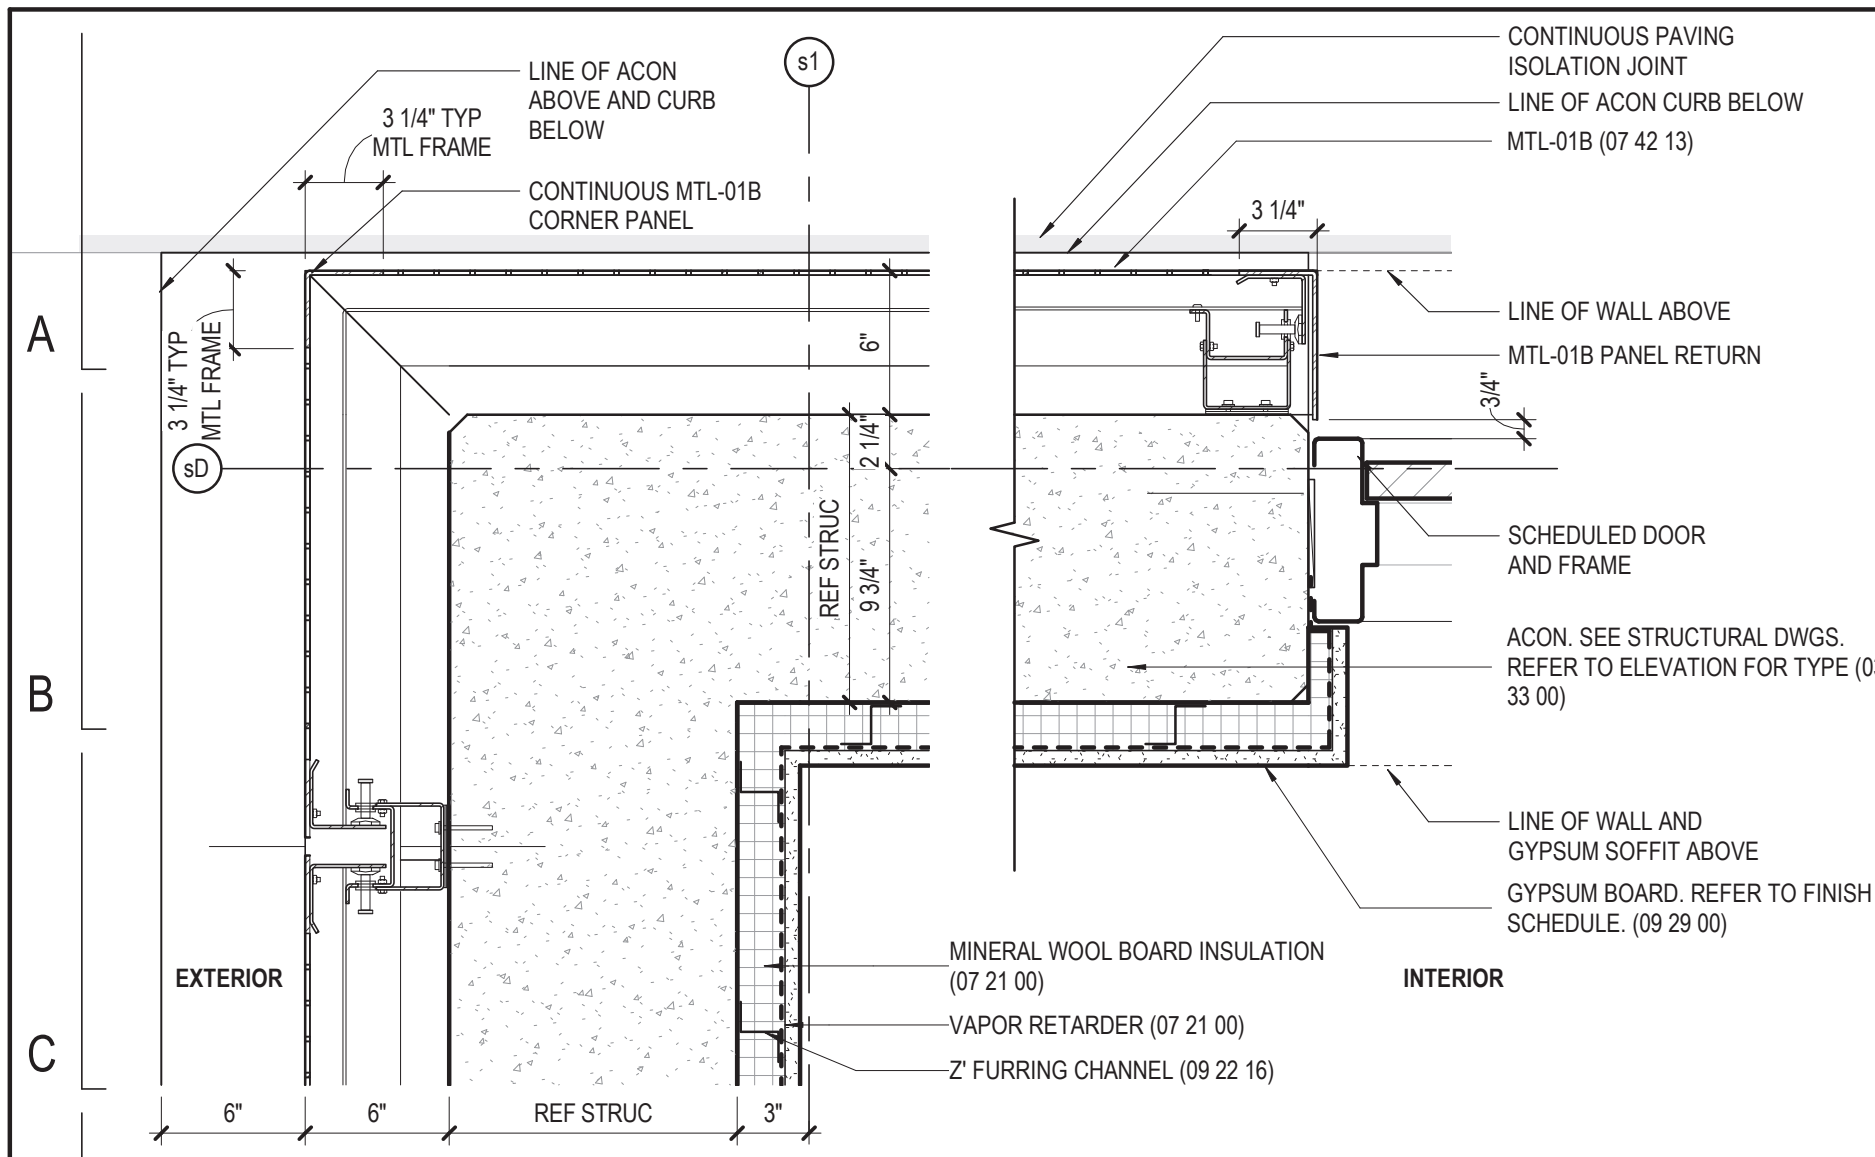 s1
LINE OF ACON
ABOVE AND CURB
BELOW
3 1/4" TYP
MTL FRAME
CONTINUOUS MTL-01B
CORNER PANEL
CONTINUOUS PAVING
ISOLATION JOINT
LINE OF ACON CURB BELOW
MTL-01B (07 42 13)
3 1/4"
LINE OF WALL ABOVE
MTL-01B PANEL RETURN
3/4"
A
3 1/4" TYP
MTL FRAME
6"
2 1/4"
sD
REF STRUC
9 3/4"
SCHEDULED DOOR
AND FRAME
ACON. SEE STRUCTURAL DWGS.
REFER TO ELEVATION FOR TYPE (03
33 00)
B
LINE OF WALL AND
GYPSUM SOFFIT ABOVE
GYPSUM BOARD. REFER TO FINISH
SCHEDULE. (09 29 00)
EXTERIOR
MINERAL WOOL BOARD INSULATION
(07 21 00)
INTERIOR
VAPOR RETARDER (07 21 00)
Z' FURRING CHANNEL (09 22 16)
C
6"
6"
REF STRUC
3"